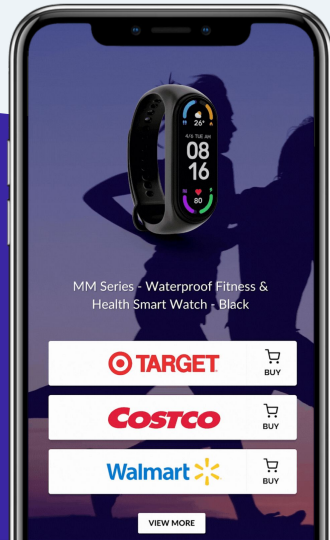 26°
4/6 TUE AM
08
16
80
MM Series - Waterproof Fitness &
Health Smart Watch - Black
TARGET
BUY
COSTCO
BUY
Walmart
BUY
VIEW MORE